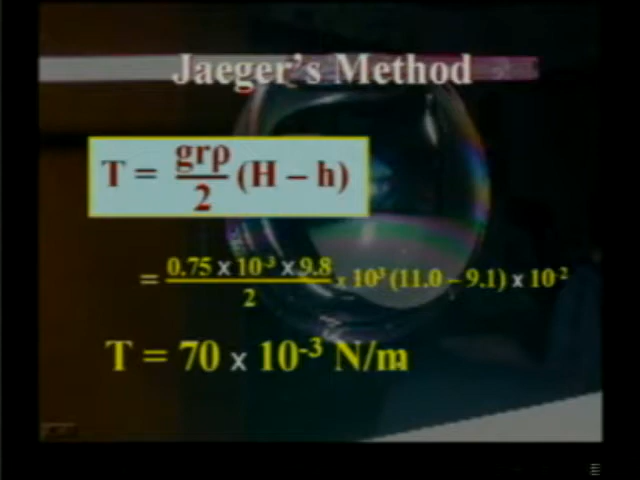 Jaeger's Method
T = grρ/2 (H – h)
= 0.75 x 10⁻³ x 9.8/2 x 10³ (11.0 – 9.1) x 10⁻²
T = 70 x 10⁻³ N/m